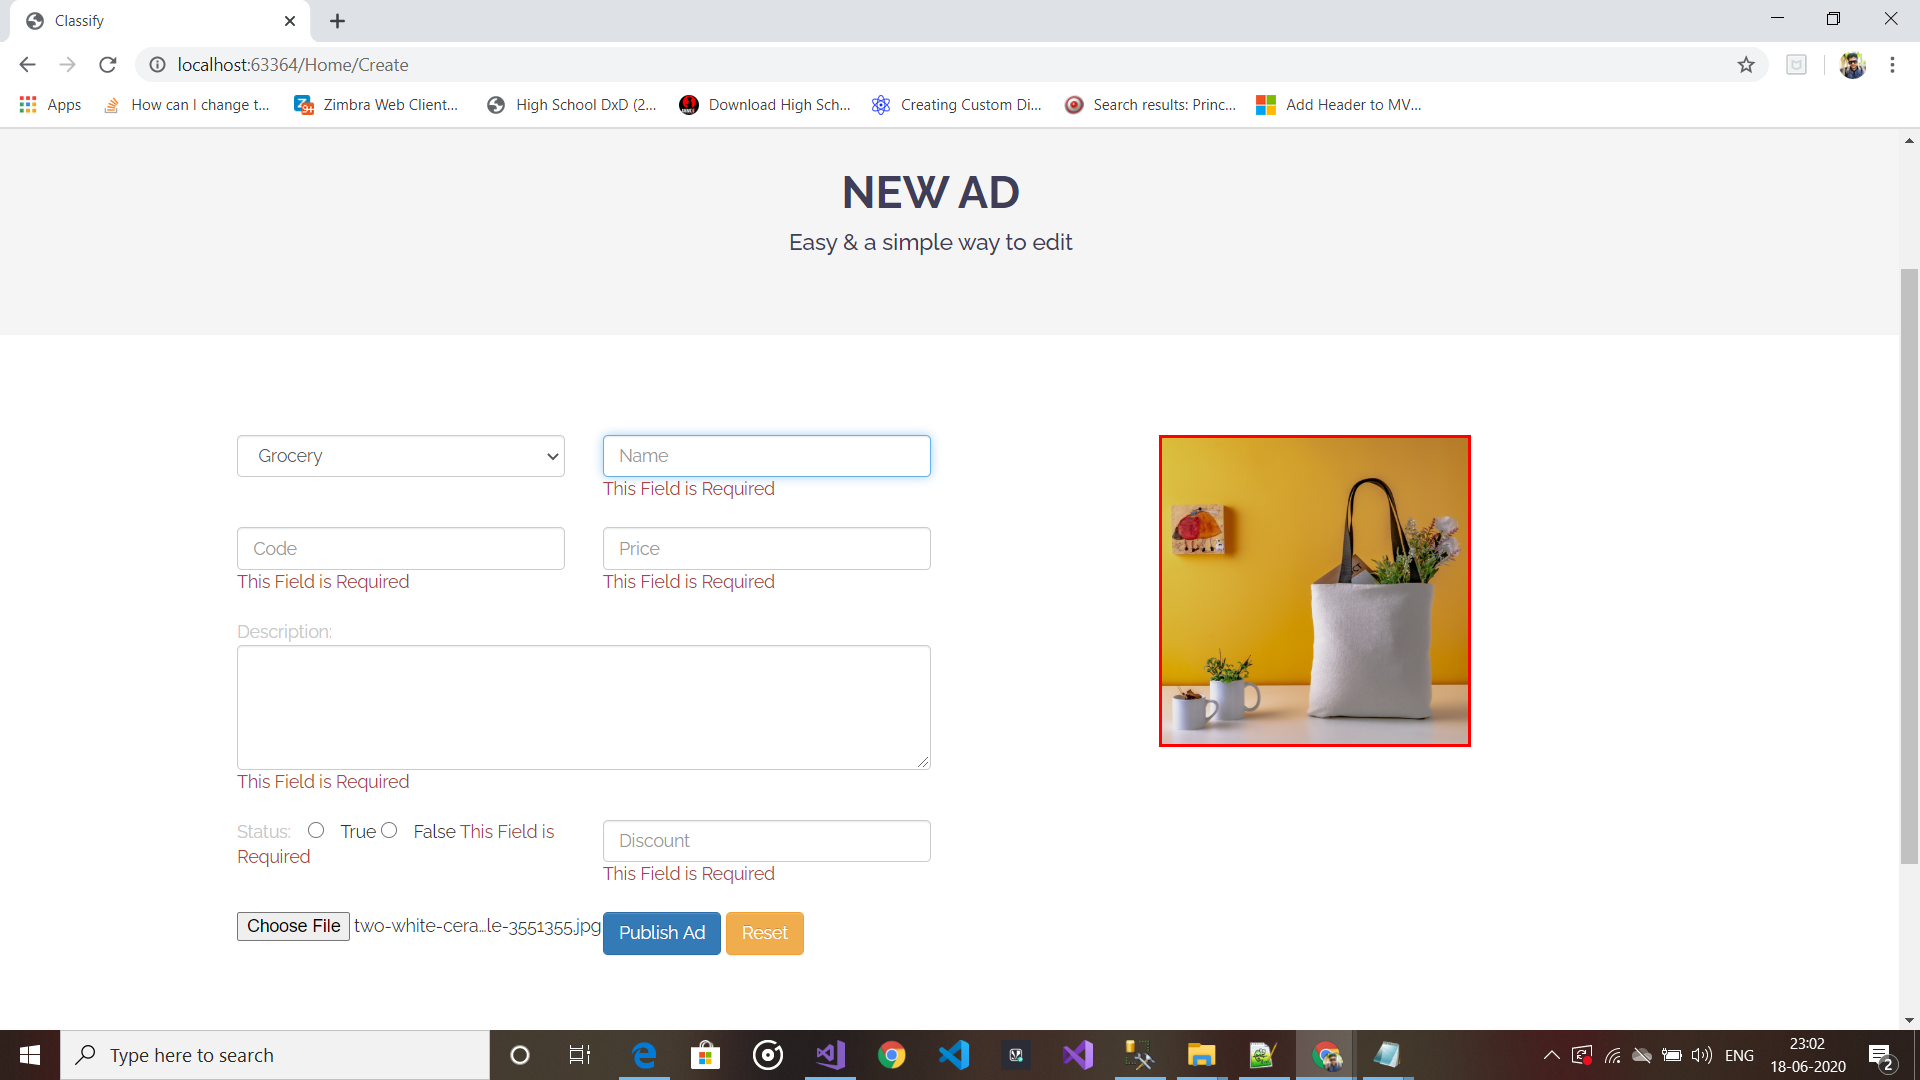 Classify
localhost:63364/Home/Create
Apps How can I change t... Zimbra Web Client... High School DxD (2... Download High Sch... Creating Custom Di... Search results: Princ... Add Header to MV...
NEW AD
Easy & a simple way to edit
Grocery Name
This Field is Required
Code Price
This Field is Required This Field is Required
Description:
This Field is Required
Status: True False This Field is
Required
Discount
This Field is Required
Choose File two-white-cera...le-3551355.jpg Publish Ad Reset
Type here to search
ENG
23:02
18-06-2020
2